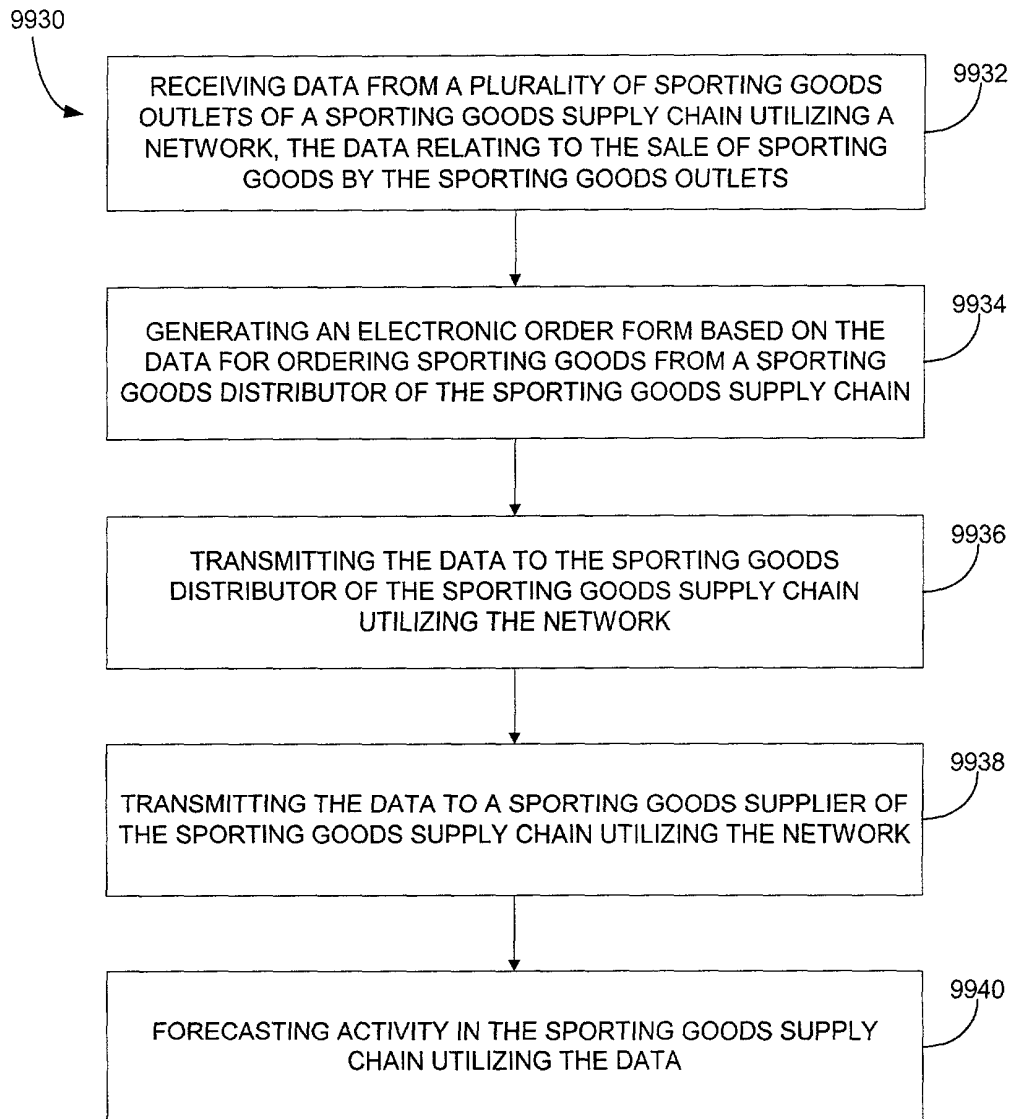 9930
RECEIVING DATA FROM A PLURALITY OF SPORTING GOODS
OUTLETS OF A SPORTING GOODS SUPPLY CHAIN UTILIZING A
NETWORK, THE DATA RELATING TO THE SALE OF SPORTING
GOODS BY THE SPORTING GOODS OUTLETS
9932
GENERATING AN ELECTRONIC ORDER FORM BASED ON THE
DATA FOR ORDERING SPORTING GOODS FROM A SPORTING
GOODS DISTRIBUTOR OF THE SPORTING GOODS SUPPLY CHAIN
9934
TRANSMITTING THE DATA TO THE SPORTING GOODS
DISTRIBUTOR OF THE SPORTING GOODS SUPPLY CHAIN
UTILIZING THE NETWORK
9936
TRANSMITTING THE DATA TO A SPORTING GOODS SUPPLIER OF
THE SPORTING GOODS SUPPLY CHAIN UTILIZING THE NETWORK
9938
FORECASTING ACTIVITY IN THE SPORTING GOODS SUPPLY
CHAIN UTILIZING THE DATA
9940